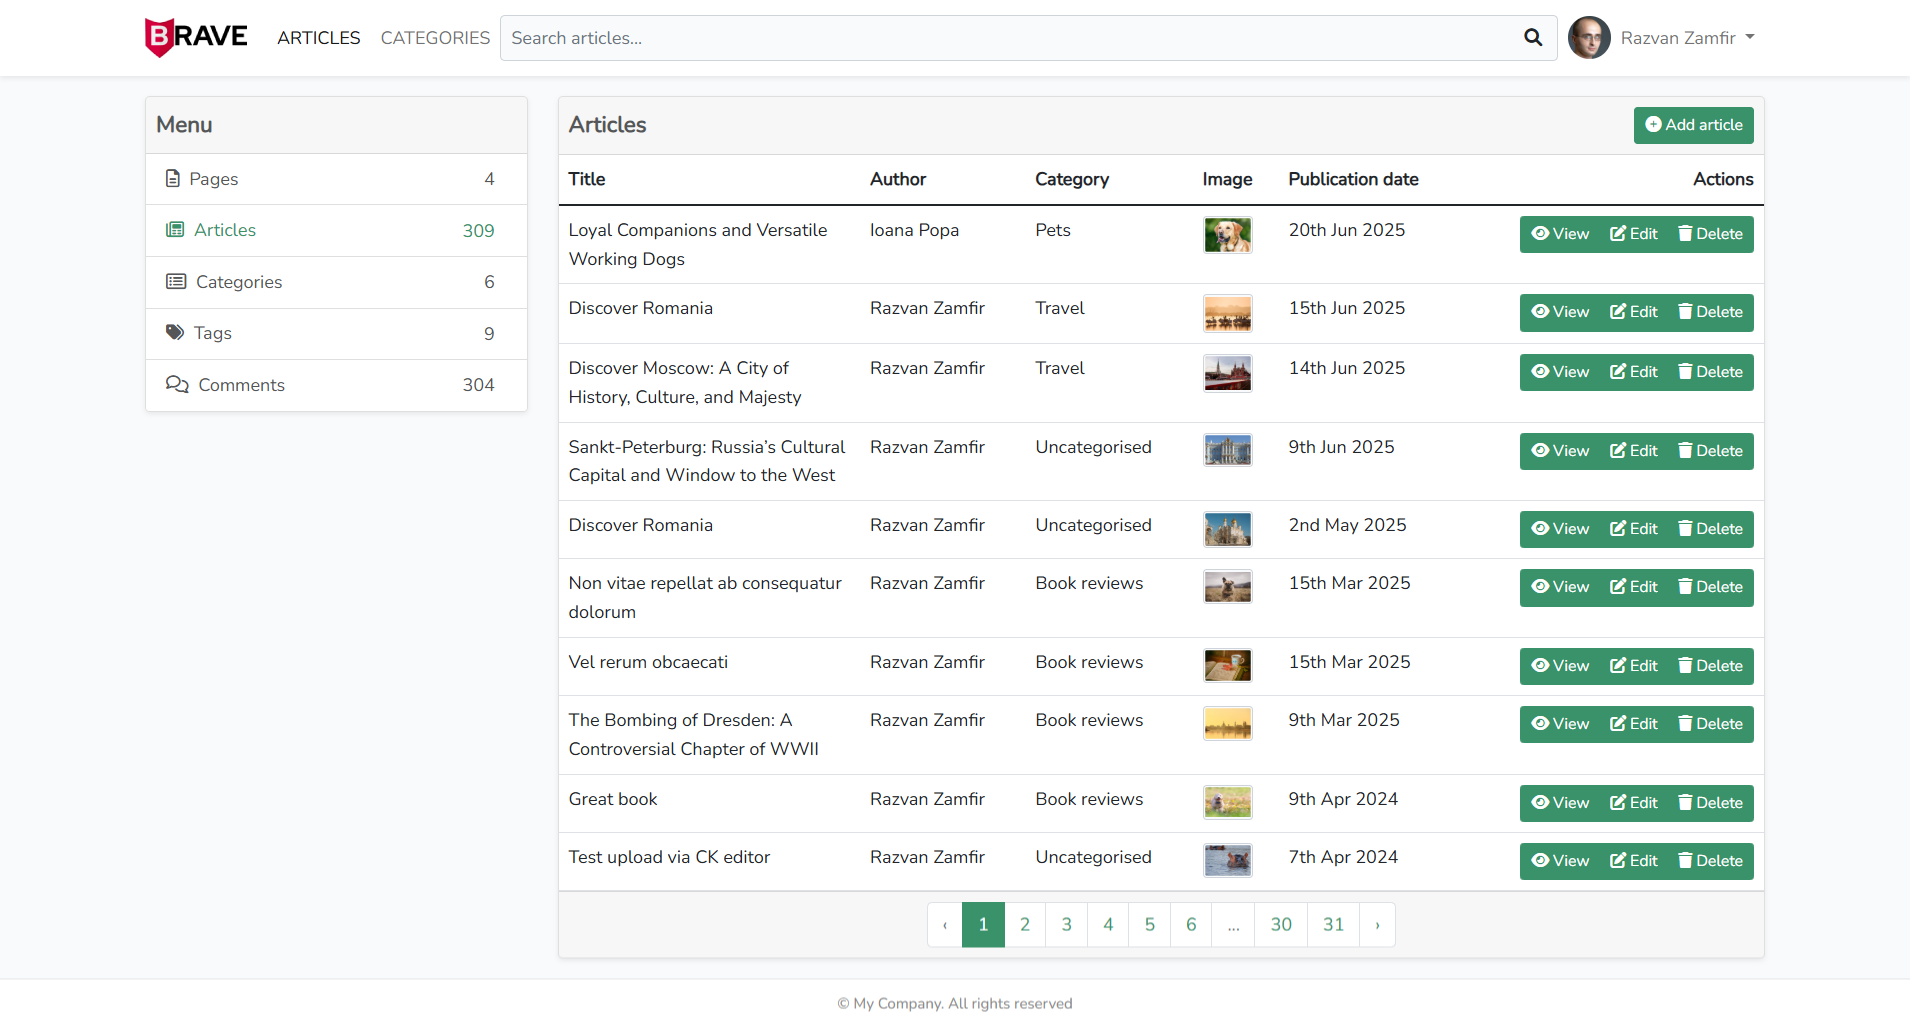 BRAVE ARTICLES CATEGORIES Search articles... Razvan Zamfir
Menu
Pages 4
Articles 309
Categories 6
Tags 9
Comments 304
Articles Add article
Title Author Category Image Publication date Actions
Loyal Companions and Versatile Ioana Popa Pets 20th Jun 2025 View Edit Delete
Working Dogs
Discover Romania Razvan Zamfir Travel 15th Jun 2025 View Edit Delete
Discover Moscow: A City of Razvan Zamfir Travel 14th Jun 2025 View Edit Delete
History, Culture, and Majesty
Sankt-Peterburg: Russia’s Cultural Razvan Zamfir Uncategorised 9th Jun 2025 View Edit Delete
Capital and Window to the West
Discover Romania Razvan Zamfir Uncategorised 2nd May 2025 View Edit Delete
Non vitae repellat ab consequatur Razvan Zamfir Book reviews 15th Mar 2025 View Edit Delete
dolorum
Vel rerum obcaecati Razvan Zamfir Book reviews 15th Mar 2025 View Edit Delete
The Bombing of Dresden: A Razvan Zamfir Book reviews 9th Mar 2025 View Edit Delete
Controversial Chapter of WWII
Great book Razvan Zamfir Book reviews 9th Apr 2024 View Edit Delete
Test upload via CK editor Razvan Zamfir Uncategorised 7th Apr 2024 View Edit Delete
‹ 1 2 3 4 5 6 ... 30 31 ›
© My Company. All rights reserved